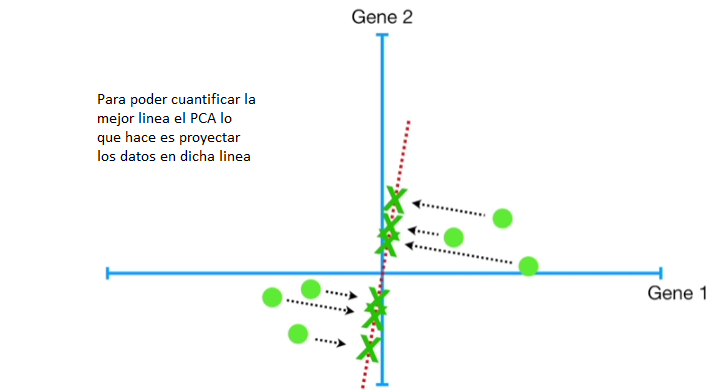 Gene 2
Para poder cuantificar la
mejor linea el PCA lo
que hace es proyectar
los datos en dicha linea
Gene 1